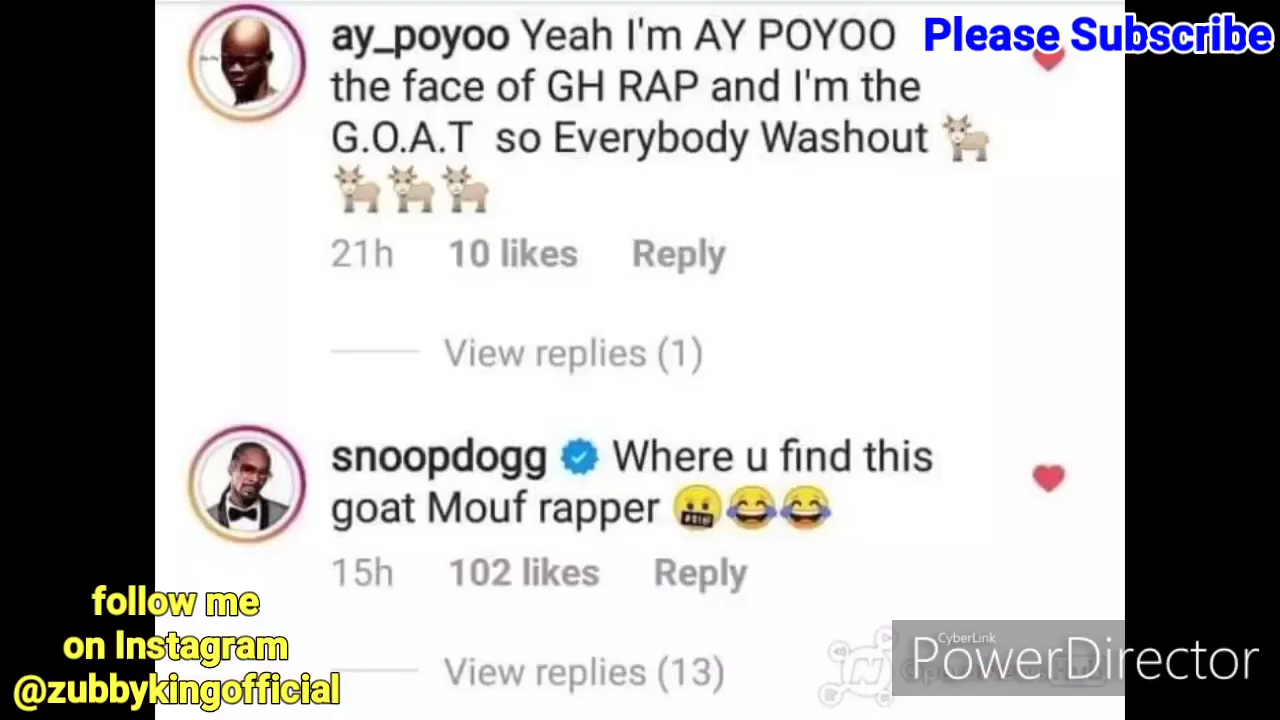 ay_poyoo Yeah I'm AY POYOO
Please Subscribe
the face of GH RAP and I'm the
G.O.A.T so Everybody Washout 🐐
🐐🐐🐐
21h 10 likes Reply
View replies (1)
snoopdogg Where u find this
goat Mouf rapper 🤬😂😂
15h 102 likes Reply
follow me
on Instagram
@zubbykingofficial
View replies (13)
CyberLink
PowerDirector